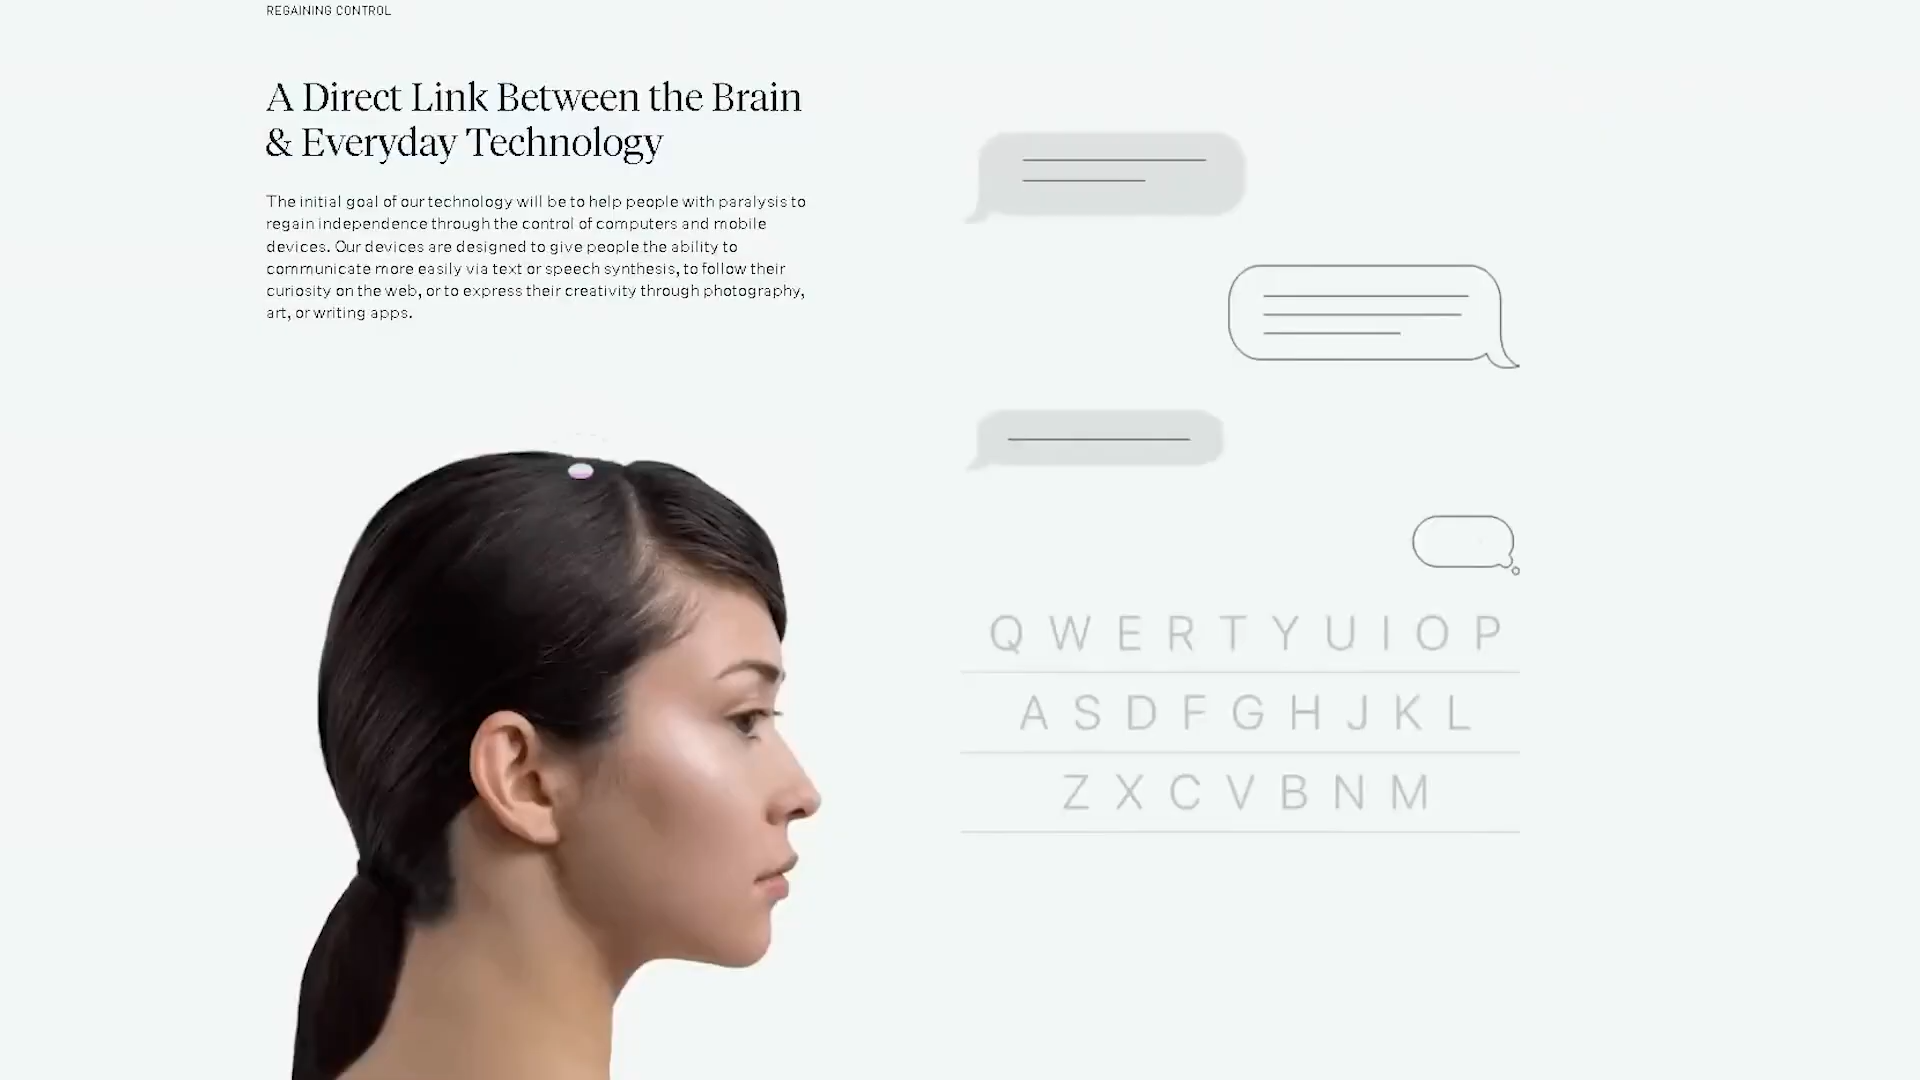 REGAINING CONTROL
A Direct Link Between the Brain
& Everyday Technology
The initial goal of our technology will be to help people with paralysis to
regain independence through the control of computers and mobile
devices. Our devices are designed to give people the ability to
communicate more easily via text or speech synthesis, to follow their
curiosity on the web, or to express their creativity through photography,
art, or writing apps.
Q W E R T Y U I O P
A S D F G H J K L
Z X C V B N M